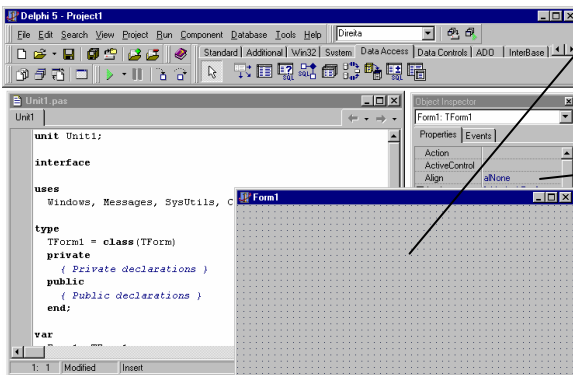 Delphi 5 - Project1
File Edit Search View Project Run Component Database Tools Help Direita
Standard Additional Win32 System Data Access Data Controls ADO InterBase
SQL SQL SQL
Unit1.pas
Unit1
unit Unit1;
interface
uses
Windows, Messages, SysUtils, C
type
TForm1 = class(TForm)
private
{ Private declarations }
public
{ Public declarations }
end;
var
1: 1 Modified Insert
Object Inspector
Form1: TForm1
Properties Events
Action
ActiveControl
Align alNone
Form1